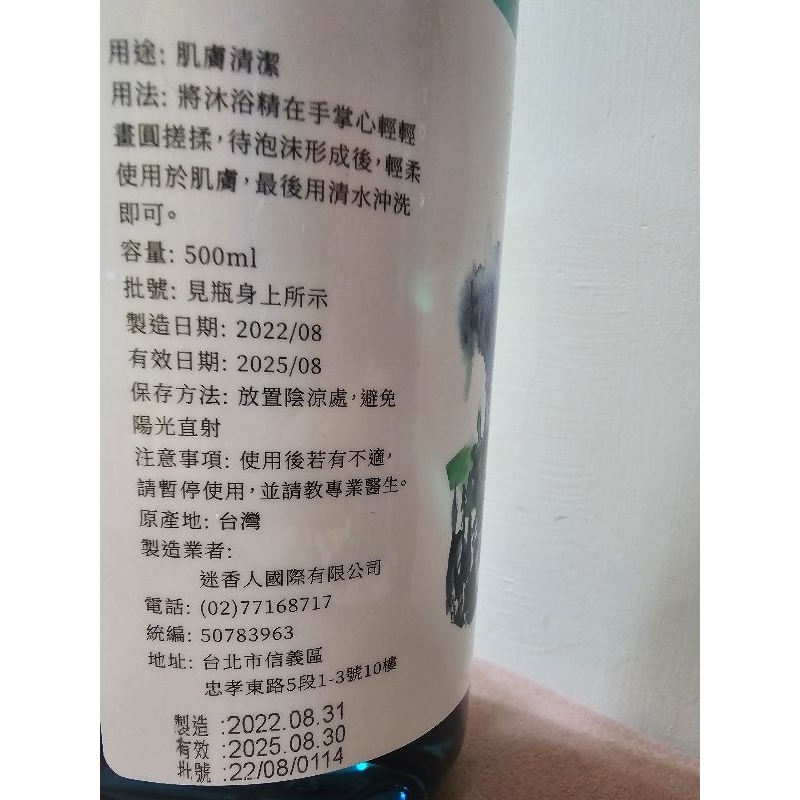 用途: 肌膚清潔
用法: 將沐浴精在手掌心輕輕
畫圓搓揉，待泡沫形成後，輕柔
使用於肌膚，最後用清水沖洗
即可。
容量: 500ml
批號: 見瓶身上所示
製造日期: 2022/08
有效日期: 2025/08
保存方法: 放置陰涼處，避免
陽光直射
注意事項: 使用後若有不適，
請暫停使用，並請教專業醫生。
原產地: 台灣
製造業者:
迷香人國際有限公司
電話: (02)77168717
統編: 50783963
地址: 台北市信義區
忠孝東路5段1-3號10樓
製造 :2022.08.31
有效 :2025.08.30
批號 :22/08/0114